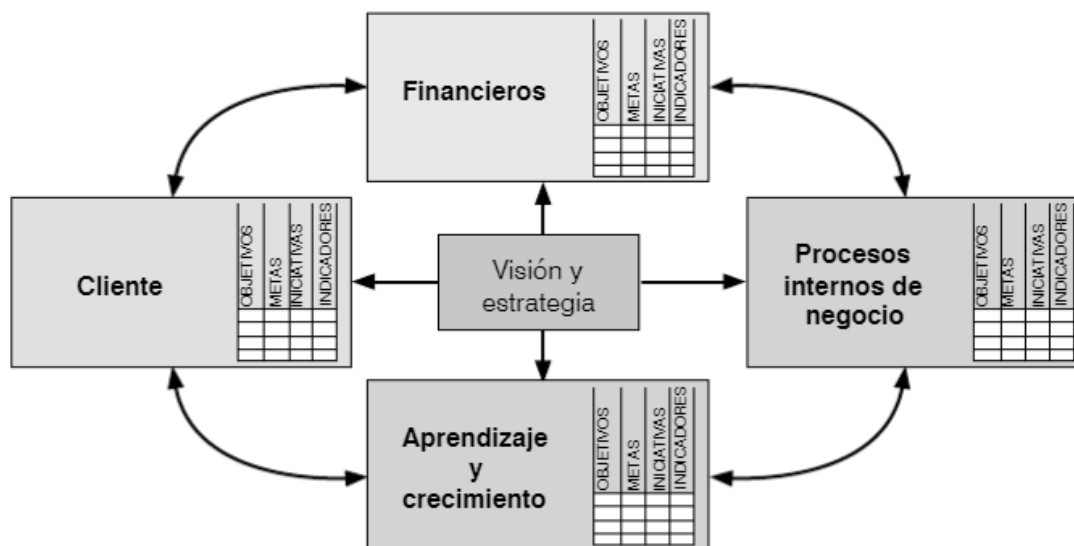 Financieros
OBJETIVOS
METAS
INICIATIVAS
INDICADORES
Cliente
OBJETIVOS
METAS
INICIATIVAS
INDICADORES
Visión y
estrategia
Procesos
internos de
negocio
OBJETIVOS
METAS
INICIATIVAS
INDICADORES
Aprendizaje
y
crecimiento
OBJETIVOS
METAS
INICIATIVAS
INDICADORES